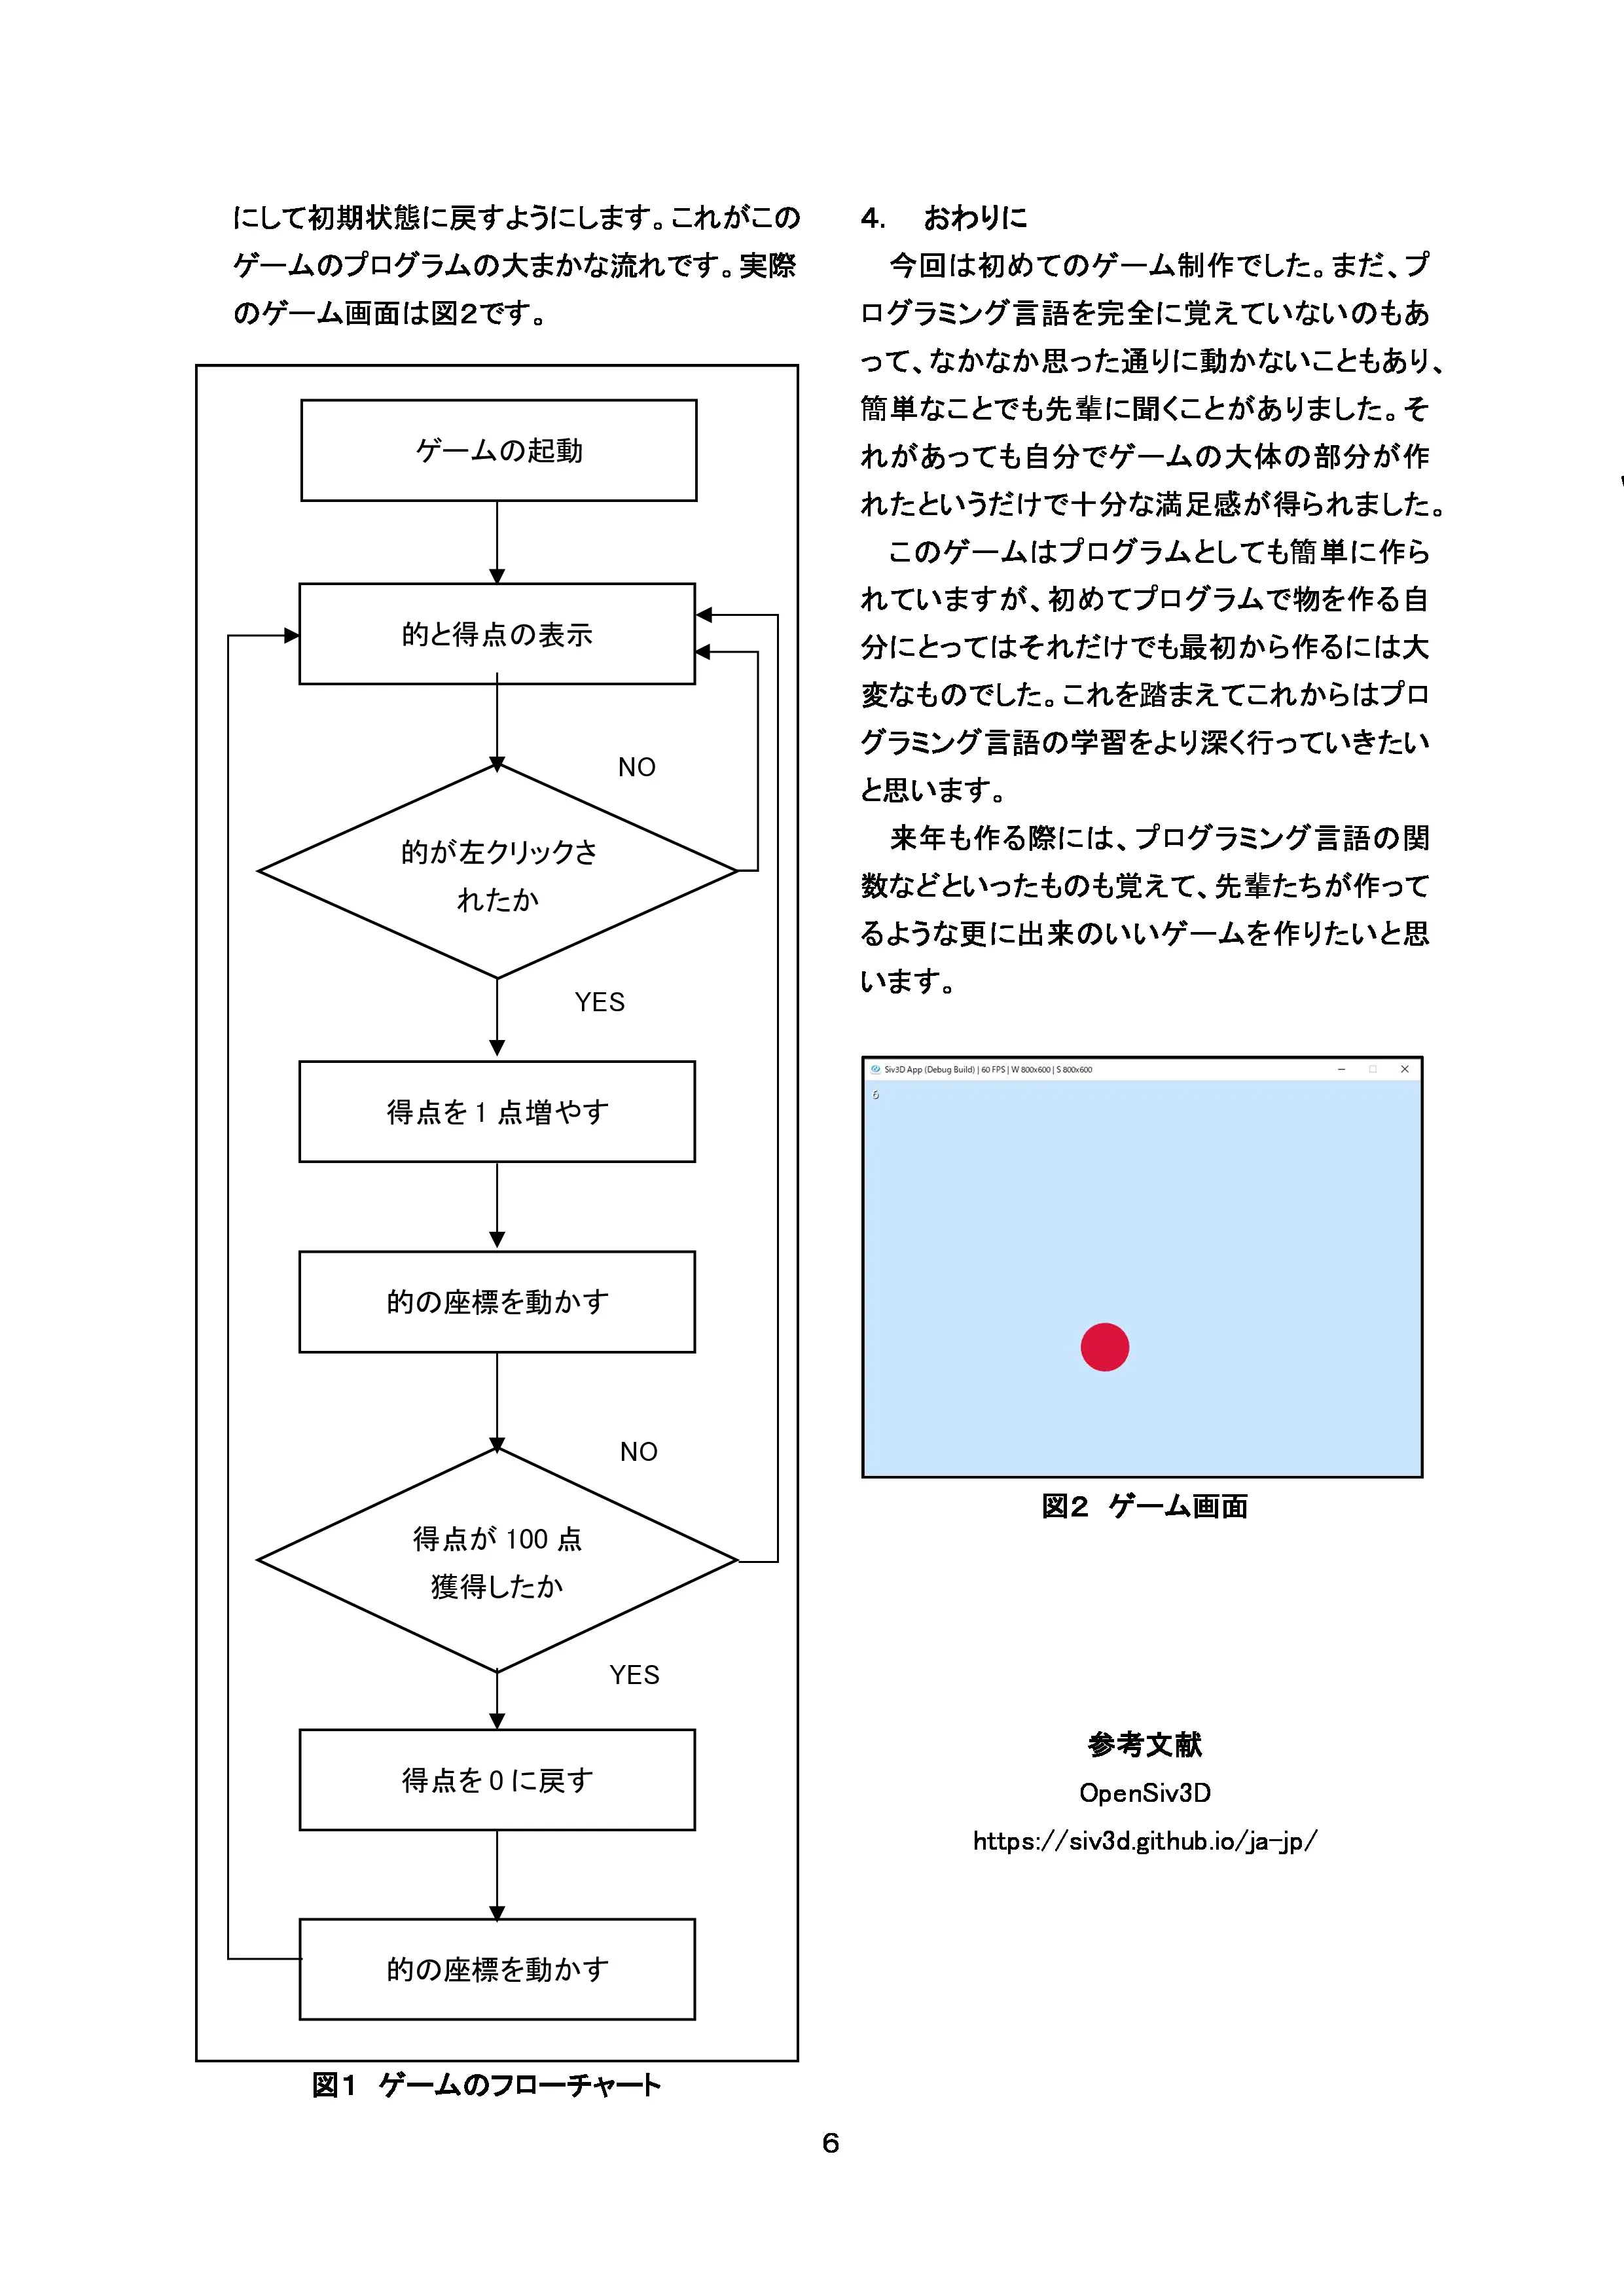 にして初期状態に戻すようにします。これがこの
ゲームのプログラムの大まかな流れです。実際
のゲーム画面は図2です。
ゲームの起動
的と得点の表示
NO
的が左クリックさ
れたか
YES
得点を 1 点増やす
的の座標を動かす
NO
得点が 100 点
獲得したか
YES
得点を 0 に戻す
的の座標を動かす
図1 ゲームのフローチャート
4. おわりに
今回は初めてのゲーム制作でした。まだ、プ
ログラミング言語を完全に覚えていないのもあ
って、なかなか思った通りに動かないこともあり、
簡単なことでも先輩に聞くことがありました。そ
れがあっても自分でゲームの大体の部分が作
れたというだけで十分な満足感が得られました。
このゲームはプログラムとしても簡単に作ら
れていますが、初めてプログラムで物を作る自
分にとってはそれだけでも最初から作るには大
変なものでした。これを踏まえてこれからはプロ
グラミング言語の学習をより深く行っていきたい
と思います。
来年も作る際には、プログラミング言語の関
数などといったものも覚えて、先輩たちが作って
るような更に出来のいいゲームを作りたいと思
います。
Siv3D App (Debug Build) | 60 FPS | W 800x600 | S 800x600
6
図2 ゲーム画面
参考文献
OpenSiv3D
https://siv3d.github.io/ja-jp/
6